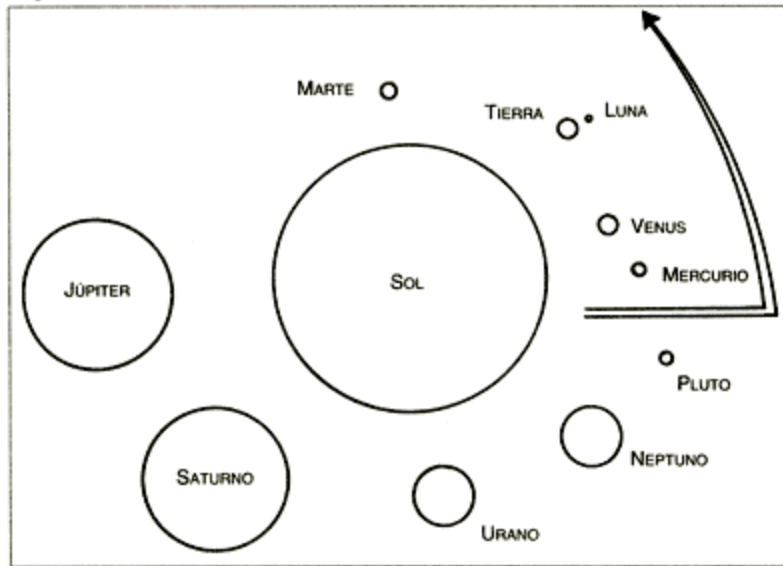 MARTE
TIERRA
LUNA
VENUS
MERCURIO
JÚPITER
SOL
PLUTO
NEPTUNO
SATURNO
URANO